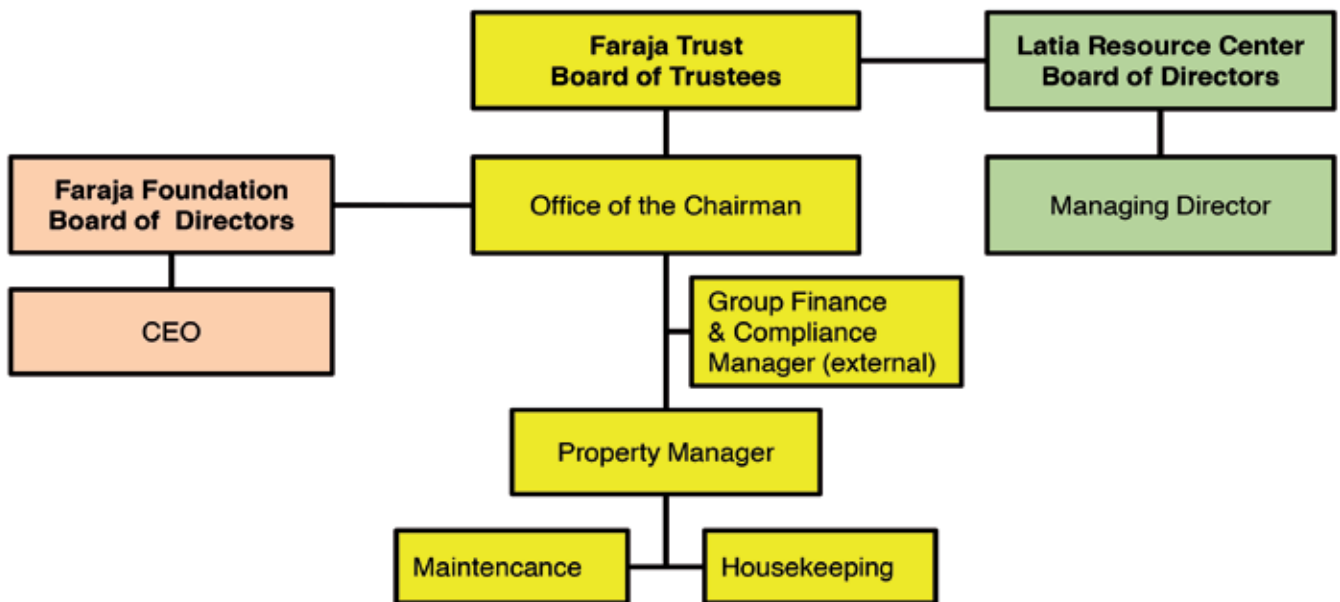 Faraja Trust
Board of Trustees
Latia Resource Center
Board of Directors
Faraja Foundation
Board of  Directors
Office of the Chairman
Managing Director
CEO
Group Finance
& Compliance
Manager (external)
Property Manager
Maintencance
Housekeeping